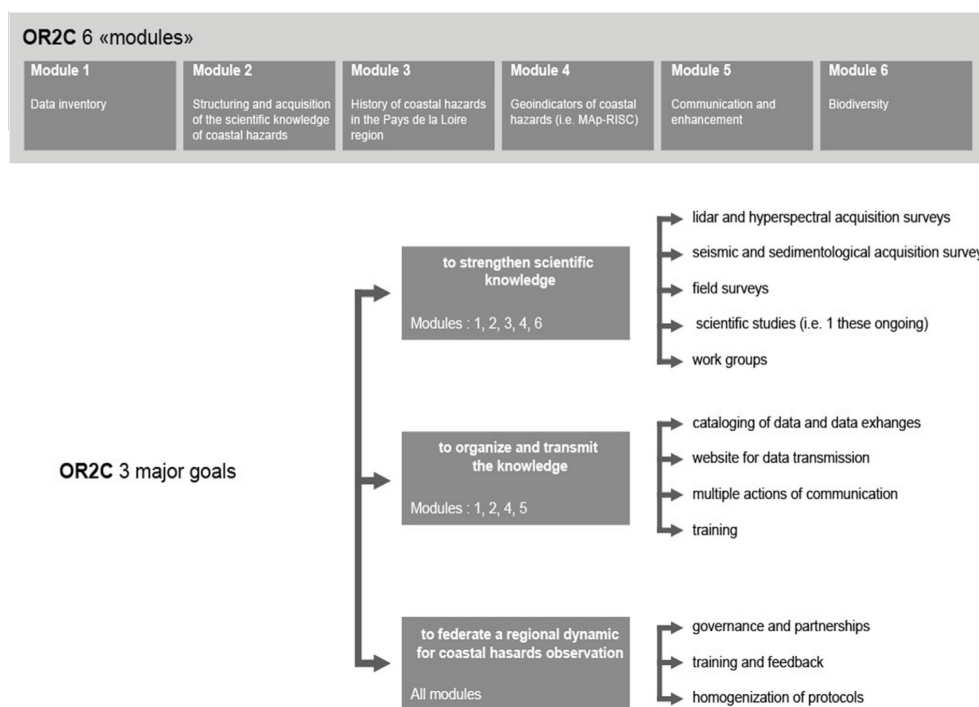 OR2C 6 «modules»
Module 1
Data inventory
Module 2
Structuring and acquisition
of the scientific knowledge
of coastal hazards
Module 3
History of coastal hazards
in the Pays de la Loire
region
Module 4
Geoindicators of coastal
hazards (i.e. MAp-RISC)
Module 5
Communication and
enhancement
Module 6
Biodiversity
OR2C 3 major goals
to strengthen scientific
knowledge
Modules : 1, 2, 3, 4, 6
lidar and hyperspectral acquisition surveys
seismic and sedimentological acquisition survey
field surveys
scientific studies (i.e. 1 these ongoing)
work groups
to organize and transmit
the knowledge
Modules : 1, 2, 4, 5
cataloging of data and data exhanges
website for data transmission
multiple actions of communication
training
to federate a regional dynamic
for coastal hasards observation
All modules
governance and partnerships
training and feedback
homogenization of protocols